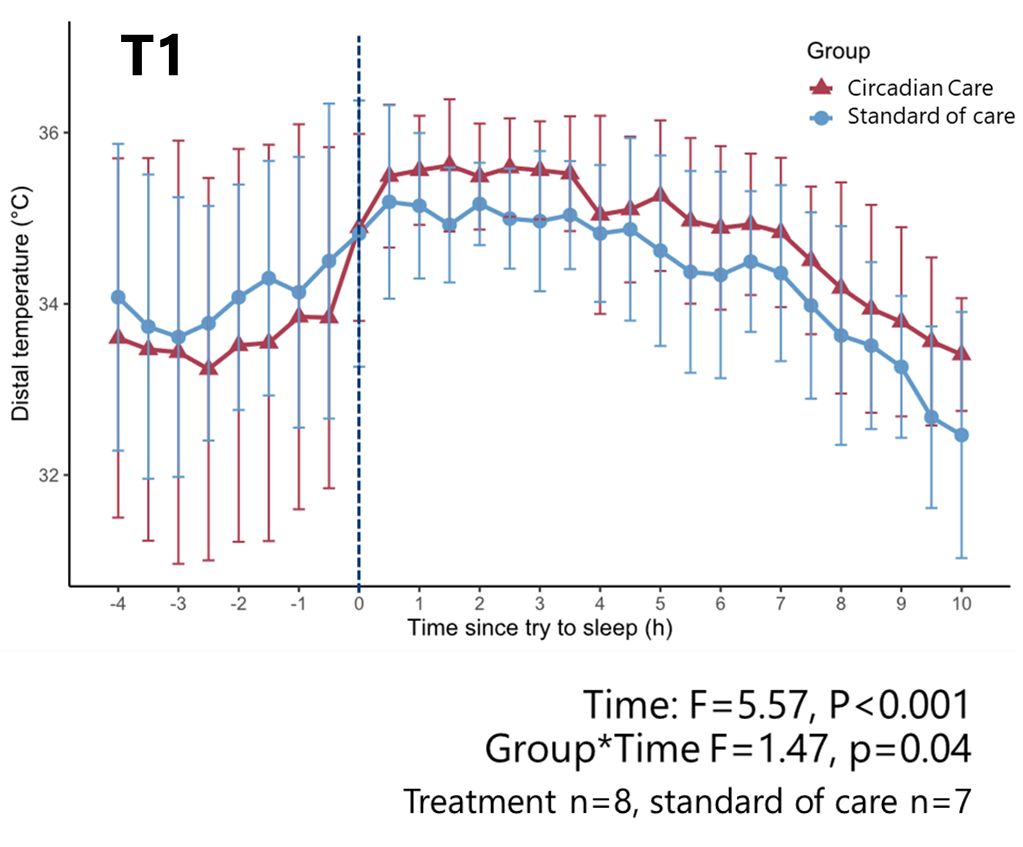 T1
Group
Circadian Care
Standard of care
Distal temperature (°C)
36
34
32
-4 -3 -2 -1 0 1 2 3 4 5 6 7 8 9 10
Time since try to sleep (h)
Time: F=5.57, P<0.001
Group*Time F=1.47, p=0.04
Treatment n=8, standard of care n=7